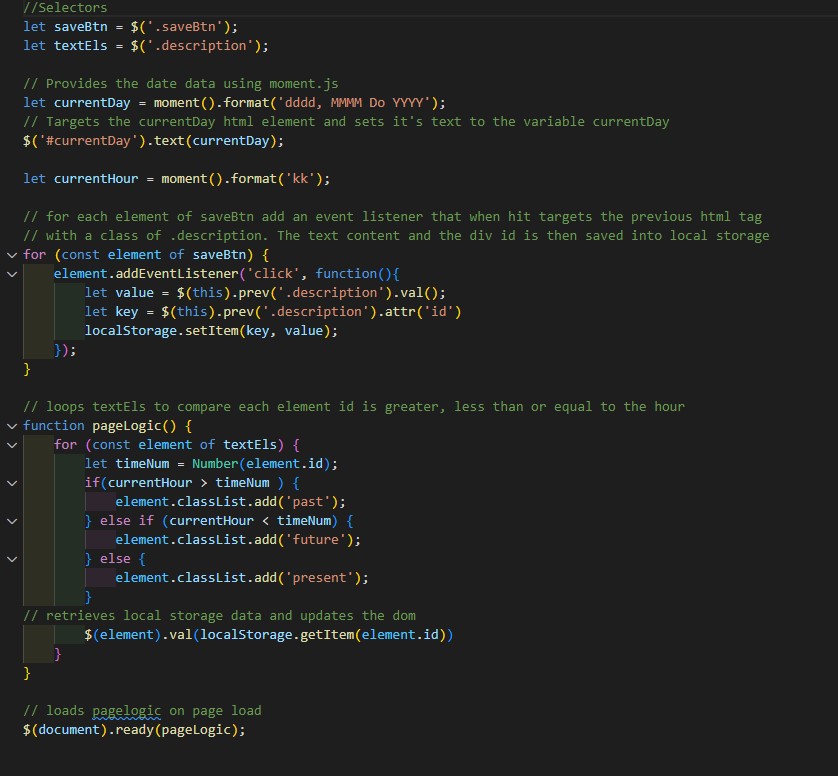 //Selectors
let saveBtn = $('.saveBtn');
let textEls = $('.description');

// Provides the date data using moment.js
let currentDay = moment().format('dddd, MMMM Do YYYY');
// Targets the currentDay html element and sets it's text to the variable currentDay
$('#currentDay').text(currentDay);

let currentHour = moment().format('kk');

// for each element of saveBtn add an event listener that when hit targets the previous html tag
// with a class of .description. The text content and the div id is then saved into local storage
for (const element of saveBtn) {
    element.addEventListener('click', function(){
        let value = $(this).prev('.description').val();
        let key = $(this).prev('.description').attr('id')
        localStorage.setItem(key, value);
    });
}

// loops textEls to compare each element id is greater, less than or equal to the hour
function pageLogic() {
    for (const element of textEls) {
        let timeNum = Number(element.id);
        if(currentHour > timeNum ) {
            element.classList.add('past');
        } else if (currentHour < timeNum) {
            element.classList.add('future');
        } else {
            element.classList.add('present');
        }
// retrieves local storage data and updates the dom
        $(element).val(localStorage.getItem(element.id))
    }
}

// loads pagelogic on page load
$(document).ready(pageLogic);